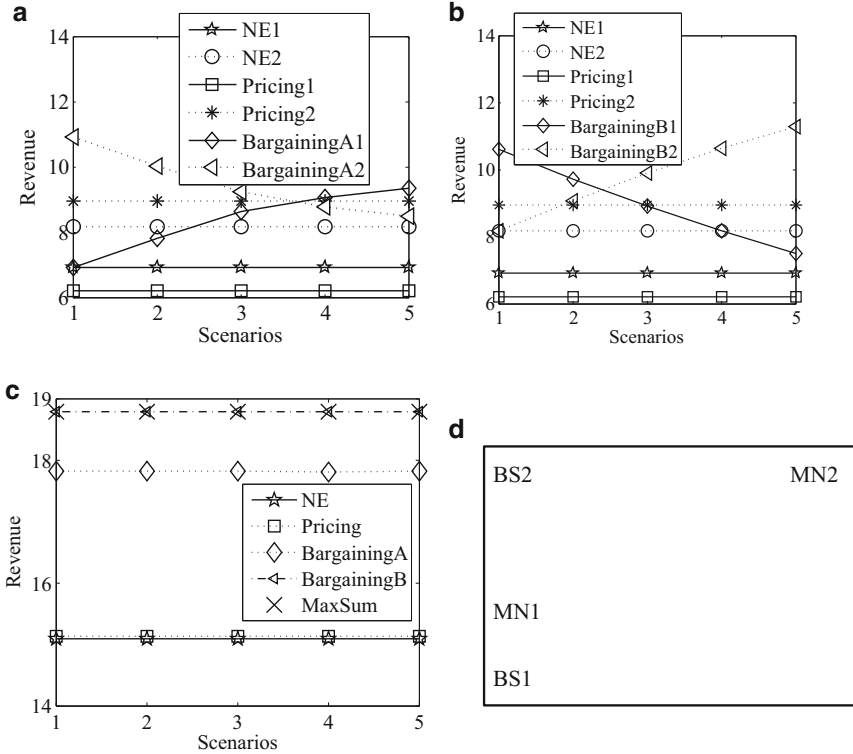 a
14
12
10
8
6
Revenue
1 2 3 4 5
Scenarios
NE1
NE2
Pricing1
Pricing2
BargainingA1
BargainingA2
b
14
12
10
8
6
Revenue
1 2 3 4 5
Scenarios
NE1
NE2
Pricing1
Pricing2
BargainingB1
BargainingB2
c
19
18
16
14
Revenue
1 2 3 4 5
Scenarios
NE
Pricing
BargainingA
BargainingB
MaxSum
d
BS2 MN2
MN1
BS1